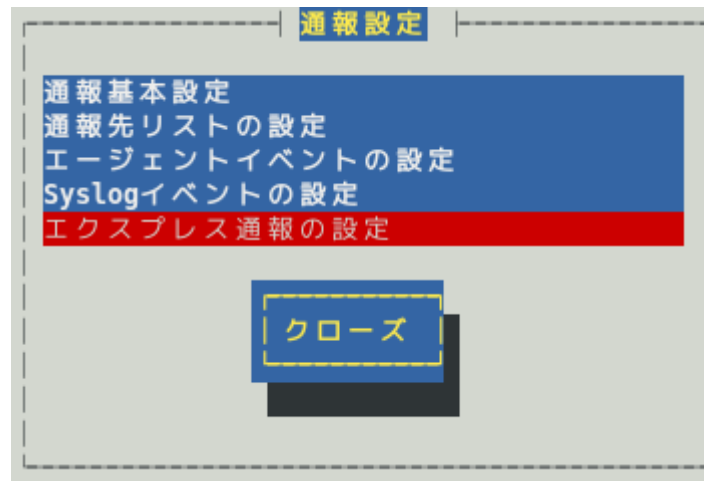 通報設定
通報基本設定
通報先リストの設定
エージェントイベントの設定
Syslogイベントの設定
エクスプレス通報の設定
クローズ